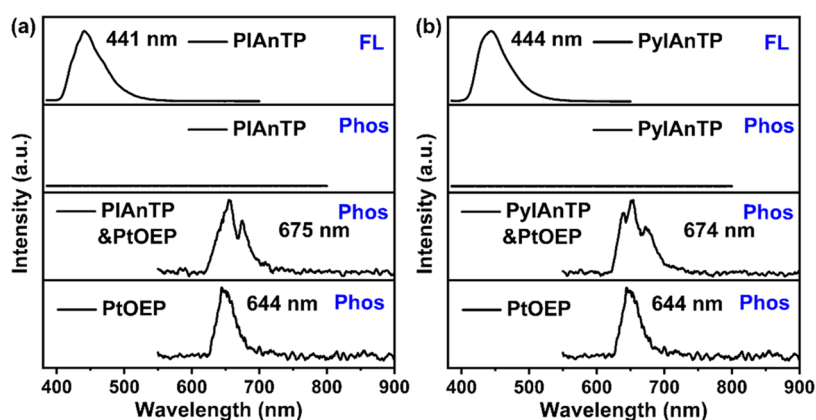 (a)
441 nm
PIAnTP
FL
PIAnTP
Phos
PIAnTP
&PtOEP
675 nm
Phos
PtOEP
644 nm
Phos
400 500 600 700 800 900
Wavelength (nm)
Intensity (a.u.)
(b)
444 nm
PyIAnTP
FL
PyIAnTP
Phos
PyIAnTP
&PtOEP
674 nm
Phos
PtOEP
644 nm
Phos
400 500 600 700 800 900
Wavelength (nm)
Intensity (a.u.)